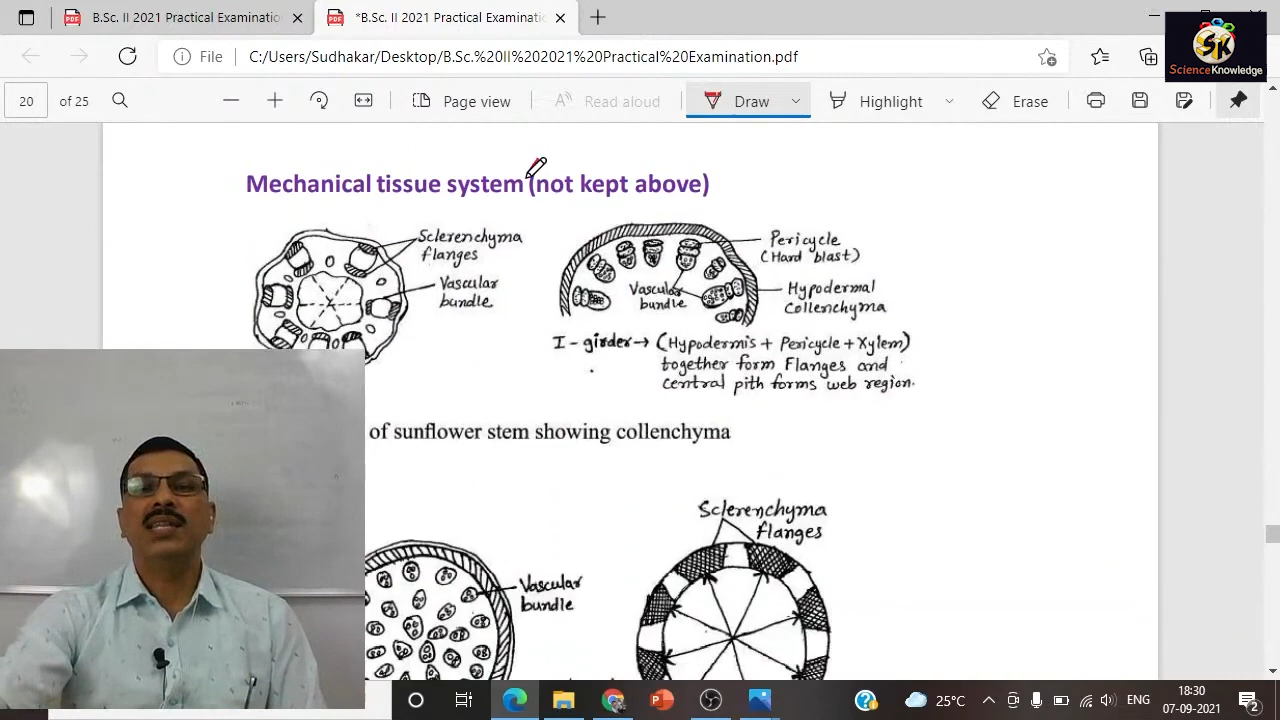 B.Sc. II 2021 Practical Examination
*B.Sc. II 2021 Practical Examination
SK
Science Knowledge
File
C:/Users/Sudhakar/Desktop/B.Sc.%20II%202021%20Practical%20Examination.pdf
20 of 25
Page view
Read aloud
Draw
Highlight
Erase
Mechanical tissue system (not kept above)
Sclerenchyma
flanges
Vascular
bundle
Pericycle
(Hard blast)
Vascular
bundle
Hypodermal
Collenchyma
I-girder→ (Hypodermis + Pericycle + Xylem)
together form Flanges and
central pith forms web region.
of sunflower stem showing collenchyma
Vascular
bundle
Sclerenchyma
flanges
25°C
ENG
18:30
07-09-2021
2